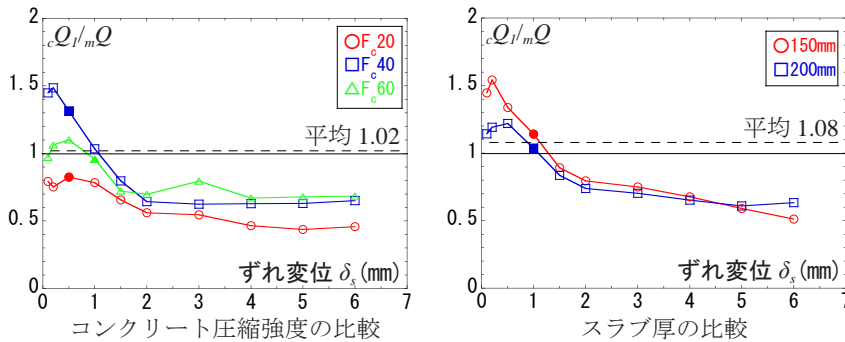 cQ1/mQ
2
1.5
1
0.5
0
0 1 2 3 4 5 6 7
Fc20
Fc40
Fc60
平均 1.02
ずれ変位 δs(mm)
コンクリート圧縮強度の比較
cQ1/mQ
2
1.5
1
0.5
0
0 1 2 3 4 5 6 7
150mm
200mm
平均 1.08
ずれ変位 δs(mm)
スラブ厚の比較